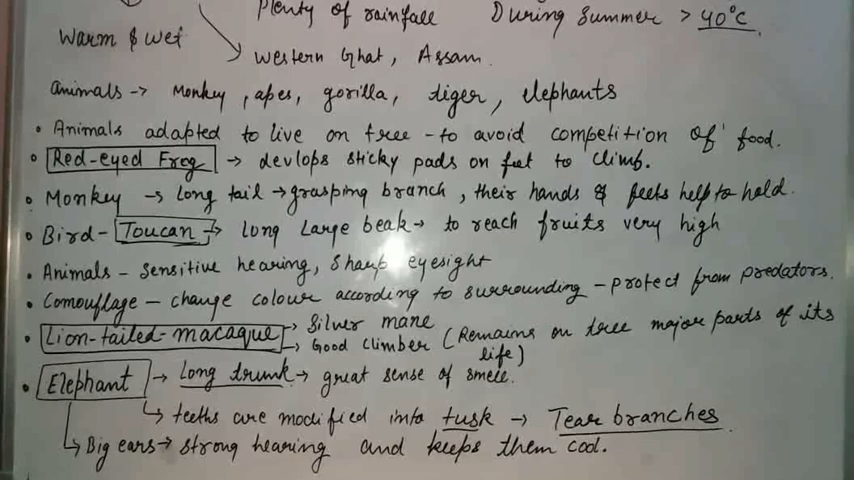 Plenty of rainfall During Summer > 40°C
Warm & Wet
Western Ghat, Assam.
Animals -> Monkey, apes, gorilla, tiger, elephants
• Animals adapted to live on tree - to avoid competition of food.
• Red-eyed Frog -> devlops sticky pads on feet to climb.
• Monkey -> Long tail -> grasping branch, their hands & feets help to hold.
• Bird - Toucan -> Long Large beak -> to reach fruits very high
• Animals - Sensitive hearing, Sharp eyesight
• Comouflage - change colour according to surrounding - protect from predators.
• Lion-tailed-macaque -> Silver mane
-> Good climber (Remains on tree major parts of its life)
• Elephant -> Long trunk -> great sense of smell.
-> teeths are modified into tusk -> Tear branches
-> Big ears -> strong hearing and keeps them cool.